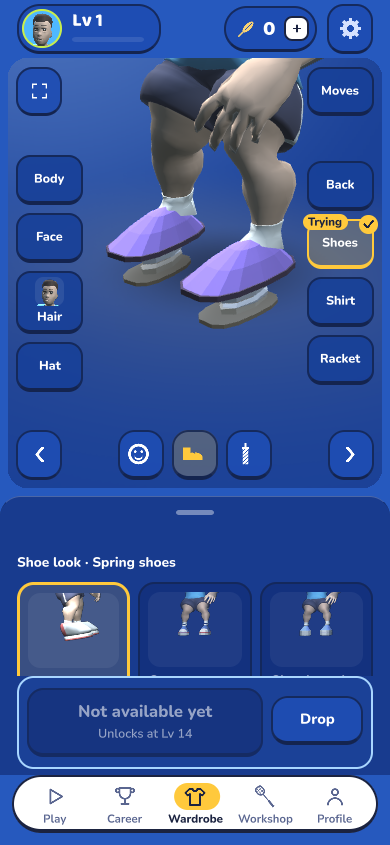 Lv 1
0
+
Moves
Body
Back
Face
Trying
Shoes
Hair
Shirt
Hat
Racket
Shoe look · Spring shoes
Not available yet
Unlocks at Lv 14
Drop
Play
Career
Wardrobe
Workshop
Profile